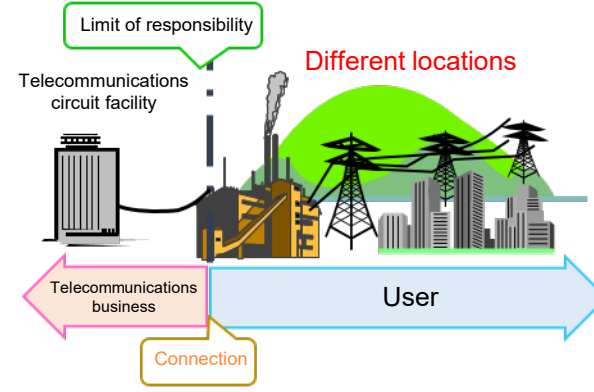 Limit of responsibility
Different locations
Telecommunications
circuit facility
Telecommunications
business
User
Connection